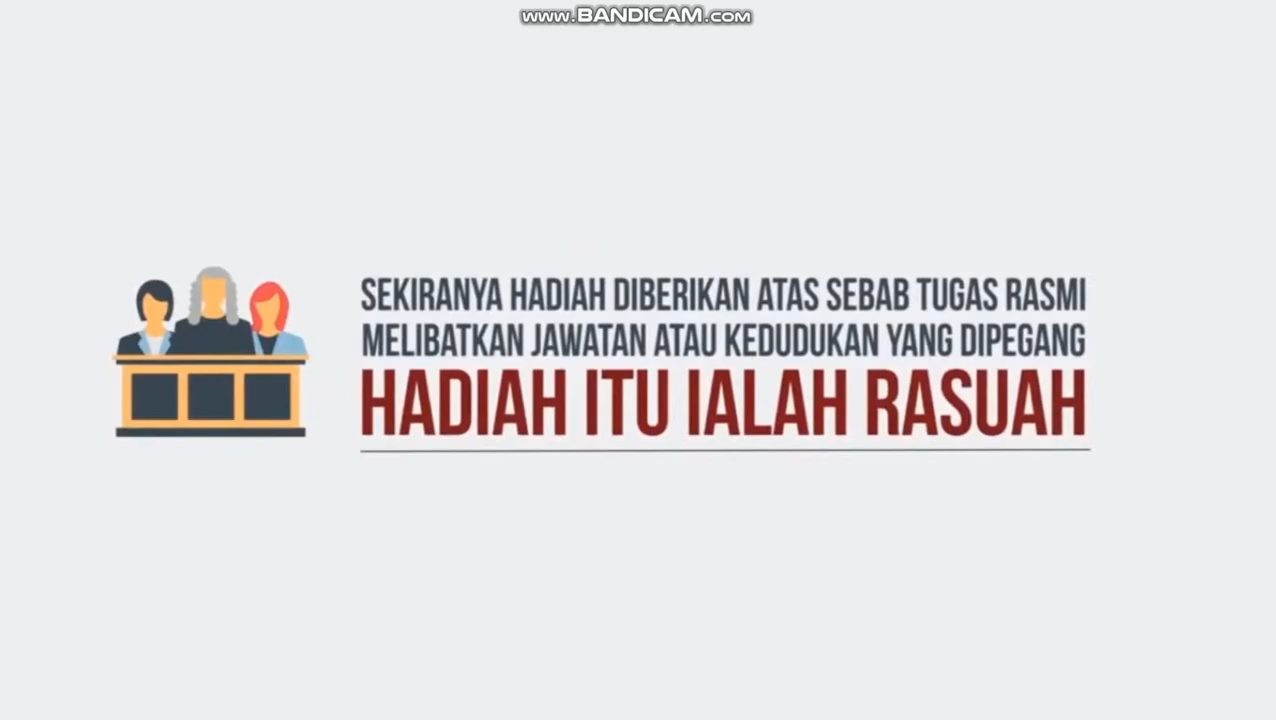 www.BANDICAM.com
SEKIRANYA HADIAH DIBERIKAN ATAS SEBAB TUGAS RASMI
MELIBATKAN JAWATAN ATAU KEDUDUKAN YANG DIPEGANG
HADIAH ITU IALAH RASUAH